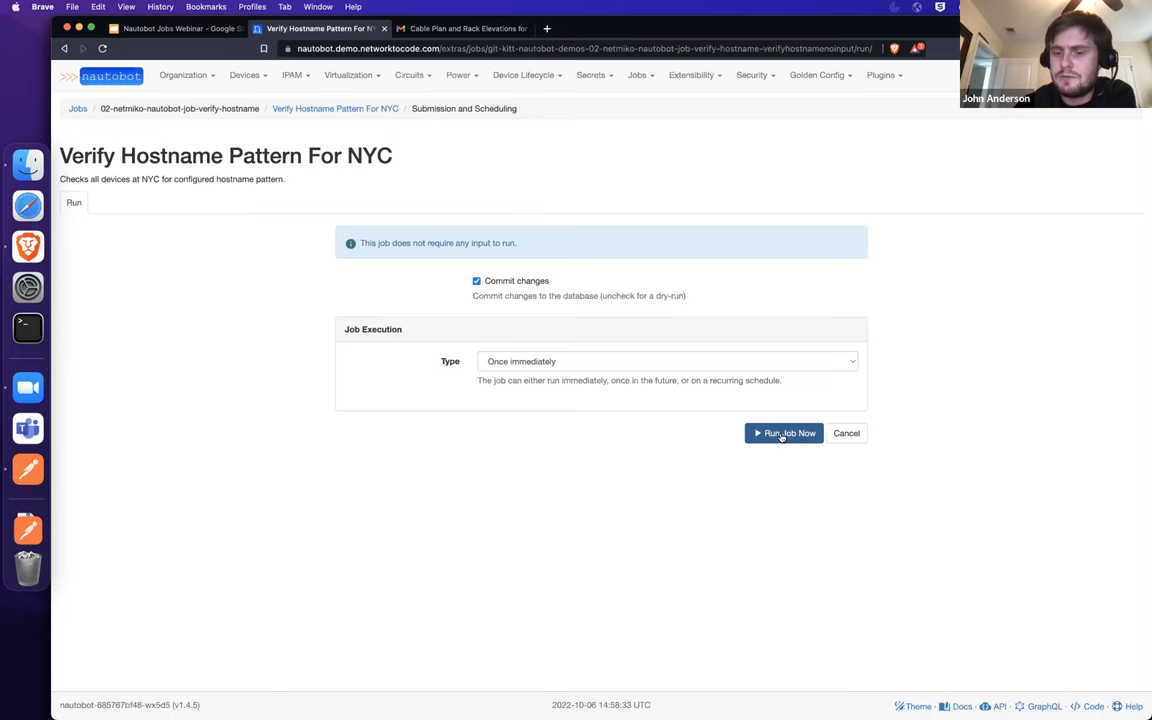 Brave File Edit View History Bookmarks Profiles Tab Window Help
Nautobot Jobs Webinar - Google Sl
Verify Hostname Pattern For NYC
Cable Plan and Rack Elevations for
nautobot.demo.networktocode.com/extras/jobs/git-kitt-nautobot-demos-02-netmiko-nautobot-job-verify-hostname-verifyhostnamenoinput/run/
nautobot Organization Devices IPAM Virtualization Circuits Power Device Lifecycle Secrets Jobs Extensibility Security Golden Config Plugins
John Anderson
Jobs / 02-netmiko-nautobot-job-verify-hostname / Verify Hostname Pattern For NYC / Submission and Scheduling
Verify Hostname Pattern For NYC
Checks all devices at NYC for configured hostname pattern.
Run
This job does not require any input to run.
Commit changes
Commit changes to the database (uncheck for a dry-run)
Job Execution
Type Once immediately
The job can either run immediately, once in the future, or on a recurring schedule.
Run Job Now Cancel
nautobot-685767bf48-wx5d5 (v1.4.5) 2022-10-06 14:58:33 UTC Theme Docs API GraphQL Code Help